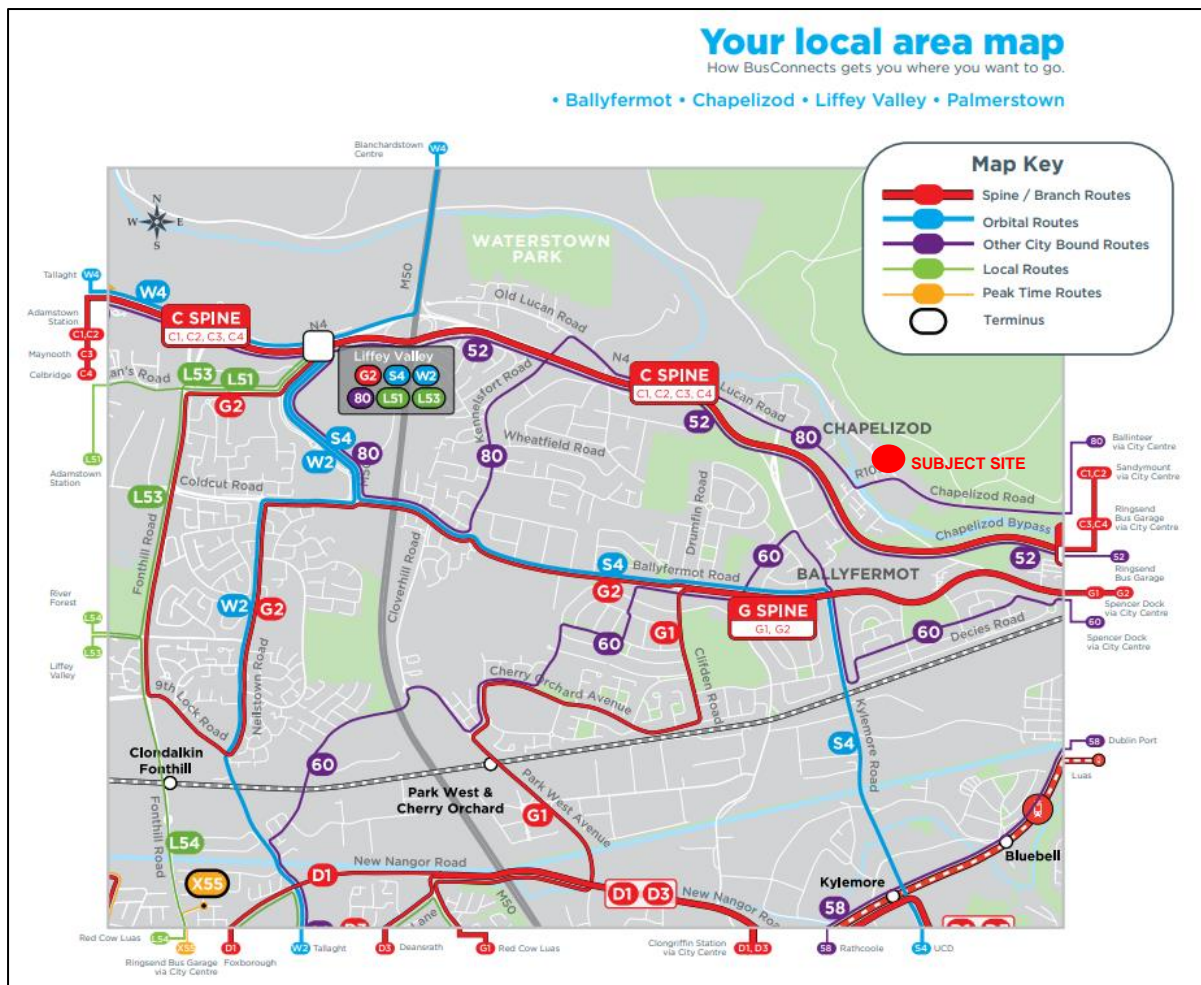 Your local area map
How BusConnects gets you where you want to go.
• Ballyfermot • Chapelizod • Liffey Valley • Palmerstown
Map Key
Spine / Branch Routes
Orbital Routes
Other City Bound Routes
Local Routes
Peak Time Routes
Terminus
Blanchardstown
Centre
W4
N
W E
S
WATERSTOWN
PARK
M50
Tallaght W4
W4
Adamstown
Station
C1,C2
Maynooth C3
Celbridge C4
C SPINE
C1, C2, C3, C4
N4
Old Lucan Road
Liffey Valley
G2 S4 W2
80 L51 L53
52
Kennelsfort Road
N4
C SPINE
C1, C2, C3, C4
Lucan Road
52
80
an's Road
L53
L51
G2
S4
W2
80
80
Wheatfield Road
CHAPELIZOD
SUBJECT SITE
Chapelizod Road
Chapelizod Bypass
52
80 Ballinteer
via City Centre
Sandymount
via City Centre
C1,C2
C3,C4
Ringsend
Bus Garage
via City Centre
52
Ringsend
Bus Garage
G1 G2
Spencer Dock
via City Centre
60
Spencer Dock
via City Centre
L51
Adamstown
Station
Coldcut Road
L53
Fonthill Road
Drumfin Road
Cloverhill Road
60
S4
Ballyfermot Road
G2
BALLYFERMOT
G SPINE
G1, G2
W2
G2
Neilstown Road
River
Forest
L54
L53
Liffey
Valley
60
G1
Clifden Road
60
Decies Road
Cherry Orchard Avenue
9th Lock Road
Kylemore Road
S4
58 Dublin Port
Luas
Clondalkin
Fonthill
60
Park West &
Cherry Orchard
Park West Avenue
G1
Fonthill Road
L54
X55
New Nangor Road
D1
D1 D3
New Nangor Roa
Kylemore
58
Bluebell
Lane
M50
Red Cow Luas L54
X55
Ringsend Bus Garage
via City Centre
D1 Foxborough
W2 Tallaght
D3 Deansrath
G1 Red Cow Luas
Clongriffin Station
via City Centre
D1, D3
58 Rathcoole
S4 UCD